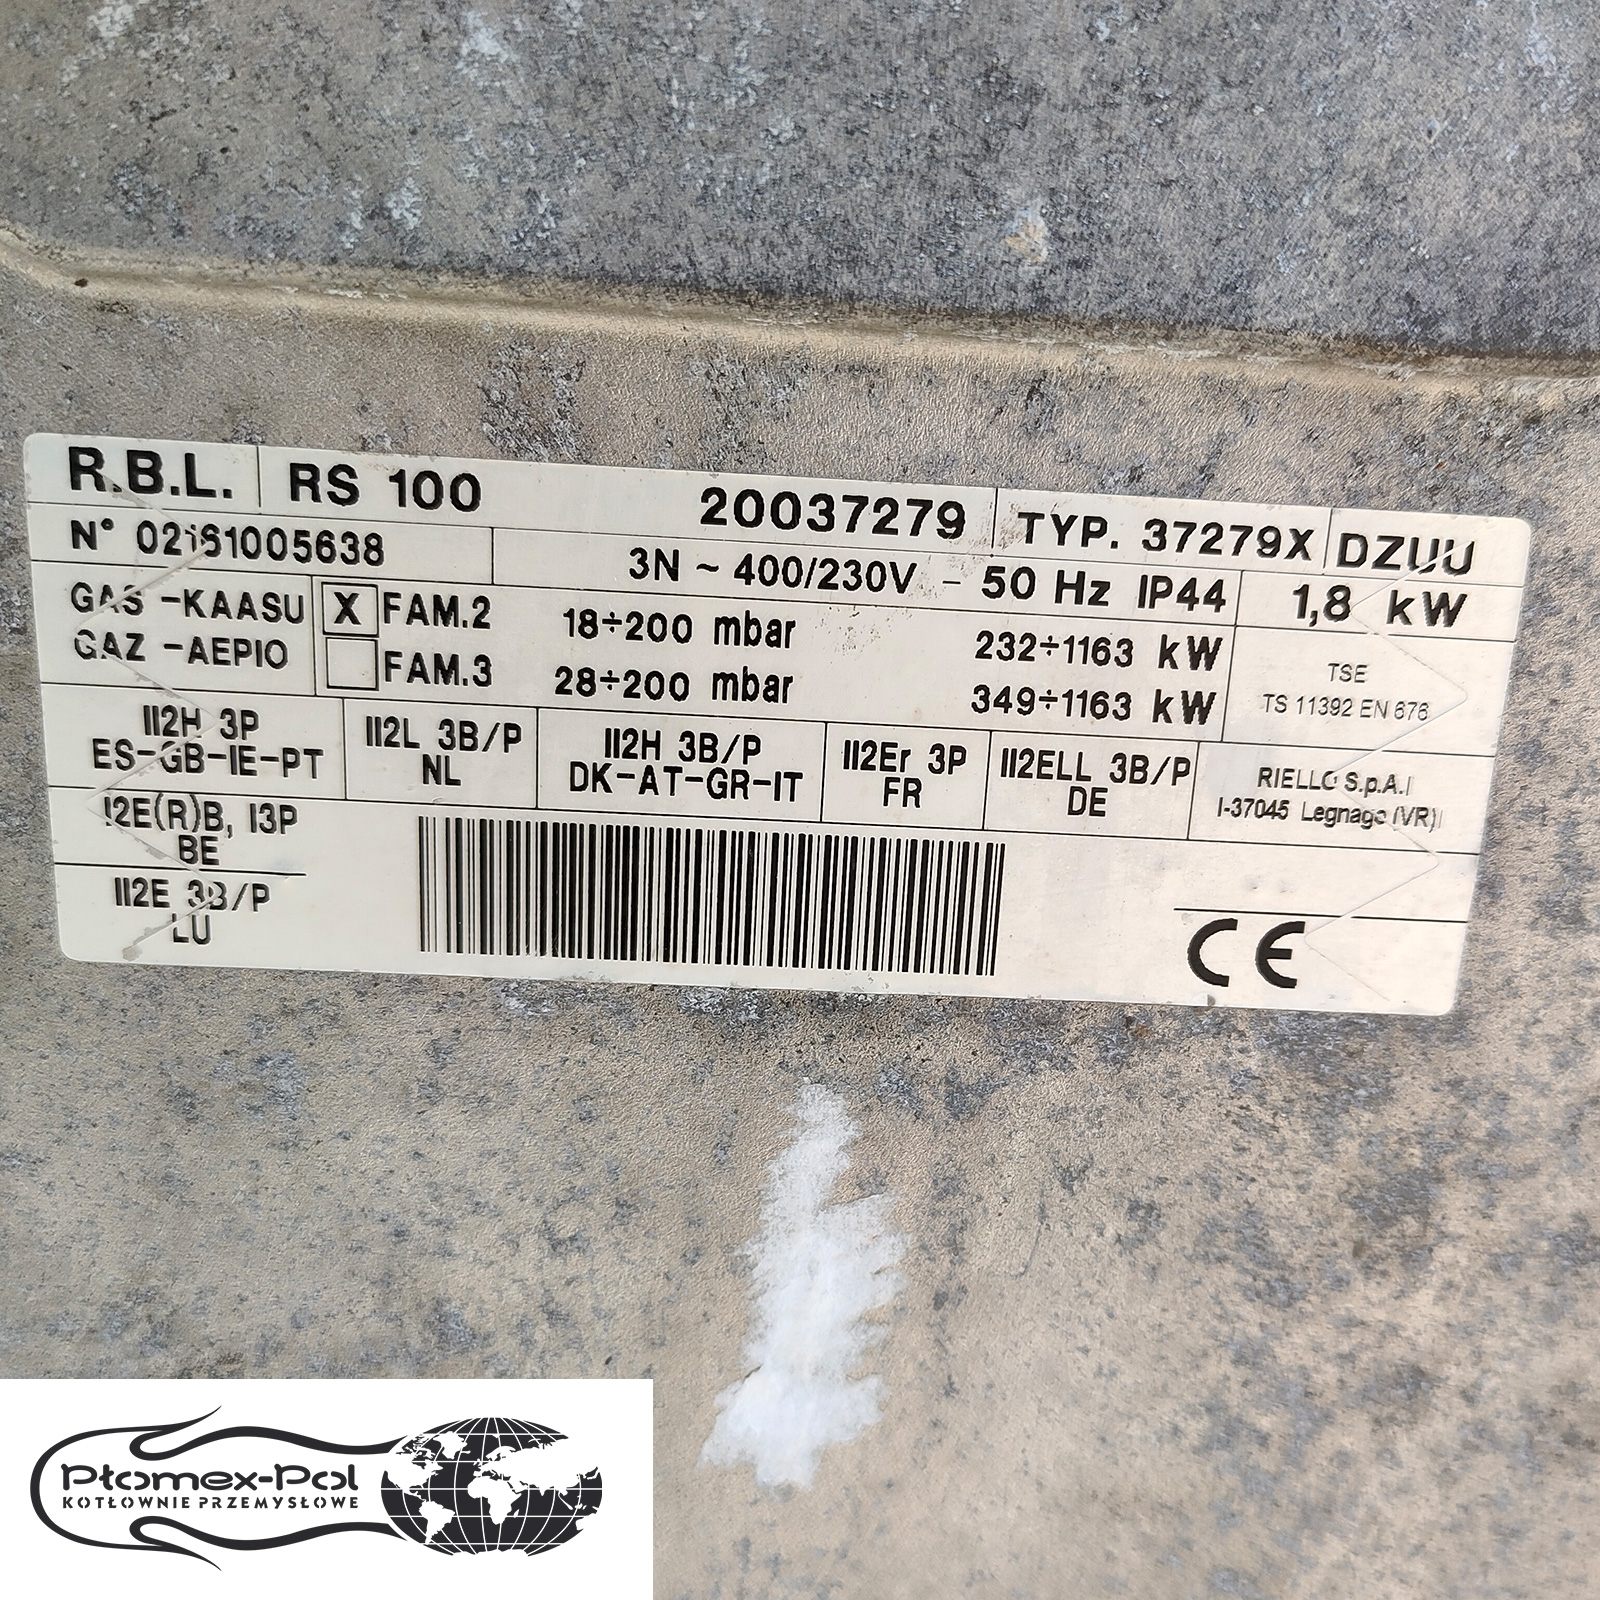 R.B.L. RS 100 20037279 TYP. 37279X DZUU
N° 02161005638 3N ~ 400/230V - 50 Hz IP44 1,8 kW
GAS -KAASU X FAM.2 18÷200 mbar 232÷1163 kW
GAZ -AEPIO FAM.3 28÷200 mbar 349÷1163 kW
TSE
TS 11392 EN 676
II2H 3P
ES-GB-IE-PT
II2L 3B/P
NL
II2H 3B/P
DK-AT-GR-IT
II2Er 3P
FR
II2ELL 3B/P
DE
RIELLO S.p.A.
I-37045 Legnago (VR)
I2E(R)B, I3P
BE
II2E 3B/P
LU
CE
Płomex-Pol
KOTŁOWNIE PRZEMYSŁOWE